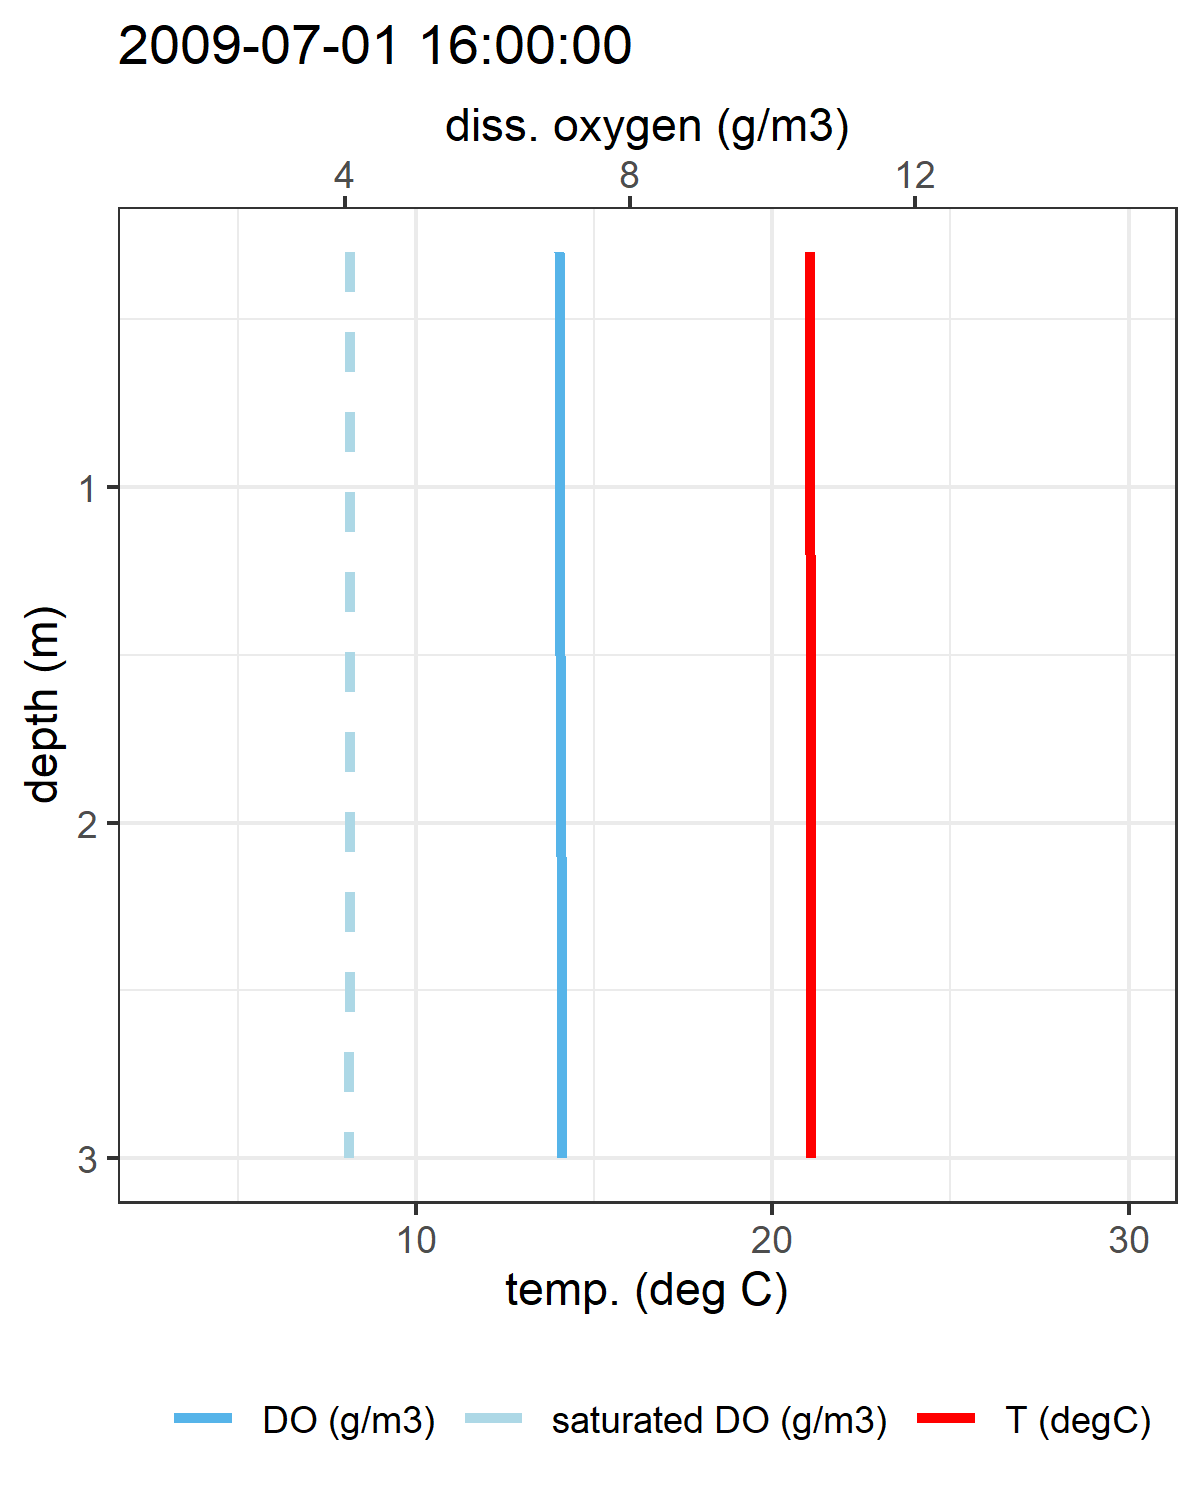 2009-07-01 16:00:00
diss. oxygen (g/m3)
4 8 12
1
2
3
depth (m)
10 20 30
temp. (deg C)
DO (g/m3) saturated DO (g/m3) T (degC)